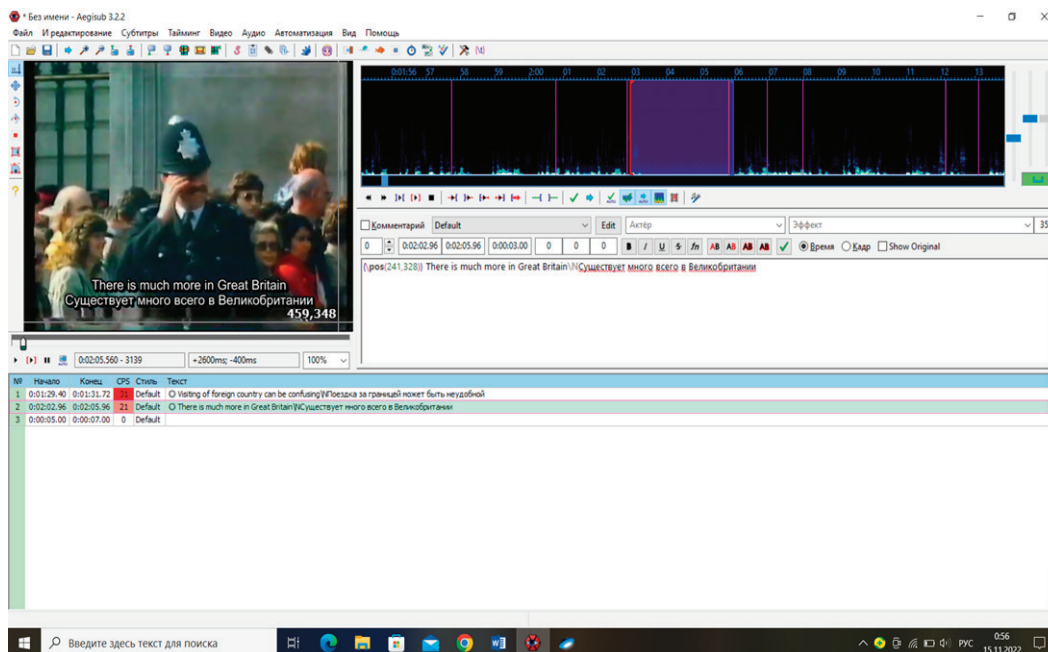 * Без имени - Aegisub 3.2.2
Файл И редактирование Субтитры Тайминг Видео Аудио Автоматизация Вид Помощь
0:01:56 57 58 59 2:00 01 02 03 04 05 06 07 08 09 10 11 12 13
There is much more in Great Britain
Существует много всего в Великобритании
459,348
Комментарий Default Edit Актёр Эффект 35
0 0:02:02.96 0:02:05.96 0:00:03.00 0 0 0 B I U S fn AB AB AB AB Время Кадр Show Original
{\pos(241,328)} There is much more in Great Britain\NСуществует много всего в Великобритании
0:02:05.560 - 3139 +2600ms; -400ms 100%
№ Начало Конец CPS Стиль Текст
1 0:01:29.40 0:01:31.72 31 Default Visiting of foreign country can be confusing\NПоездка за границей может быть неудобной
2 0:02:02.96 0:02:05.96 21 Default There is much more in Great Britain\NСуществует много всего в Великобритании
3 0:00:05.00 0:00:07.00 0 Default
Введите здесь текст для поиска
РУС
0:56
15.11.2022